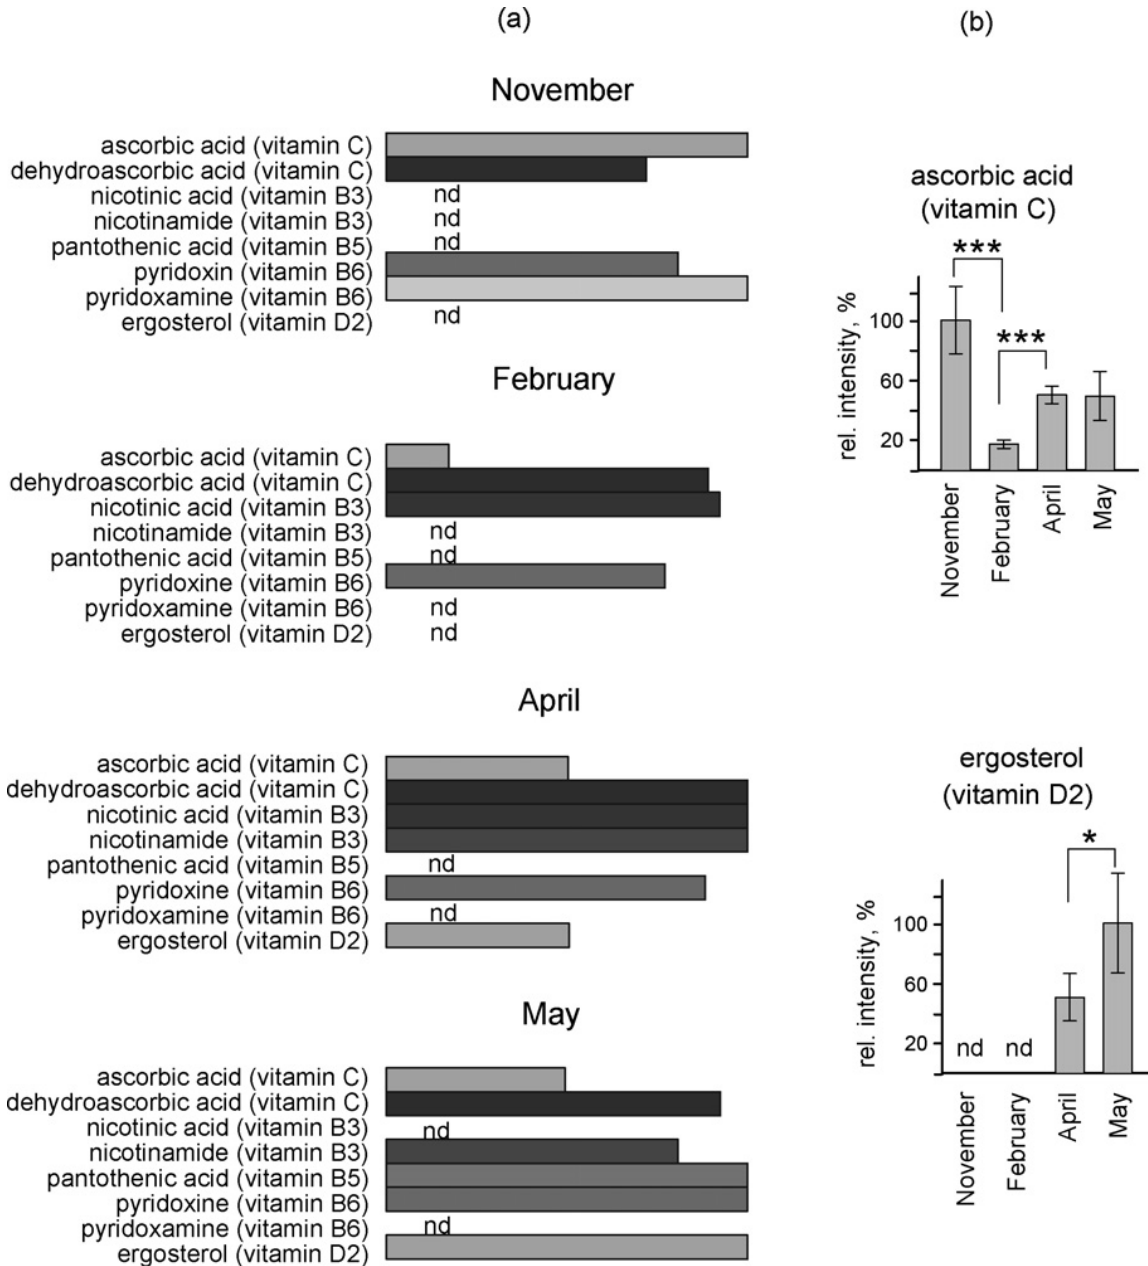 (a)
November
ascorbic acid (vitamin C)
dehydroascorbic acid (vitamin C)
nicotinic acid (vitamin B3) nd
nicotinamide (vitamin B3) nd
pantothenic acid (vitamin B5) nd
pyridoxin (vitamin B6)
pyridoxamine (vitamin B6)
ergosterol (vitamin D2) nd
February
ascorbic acid (vitamin C)
dehydroascorbic acid (vitamin C)
nicotinic acid (vitamin B3)
nicotinamide (vitamin B3) nd
pantothenic acid (vitamin B5) nd
pyridoxine (vitamin B6)
pyridoxamine (vitamin B6) nd
ergosterol (vitamin D2) nd
April
ascorbic acid (vitamin C)
dehydroascorbic acid (vitamin C)
nicotinic acid (vitamin B3)
nicotinamide (vitamin B3)
pantothenic acid (vitamin B5) nd
pyridoxine (vitamin B6)
pyridoxamine (vitamin B6) nd
ergosterol (vitamin D2)
May
ascorbic acid (vitamin C)
dehydroascorbic acid (vitamin C)
nicotinic acid (vitamin B3) nd
nicotinamide (vitamin B3)
pantothenic acid (vitamin B5)
pyridoxine (vitamin B6)
pyridoxamine (vitamin B6) nd
ergosterol (vitamin D2)
(b)
ascorbic acid
(vitamin C)
***
***
rel. intensity, %
100
60
20
November
February
April
May
ergosterol
(vitamin D2)
*
rel. intensity, %
100
60
20
nd nd
November
February
April
May